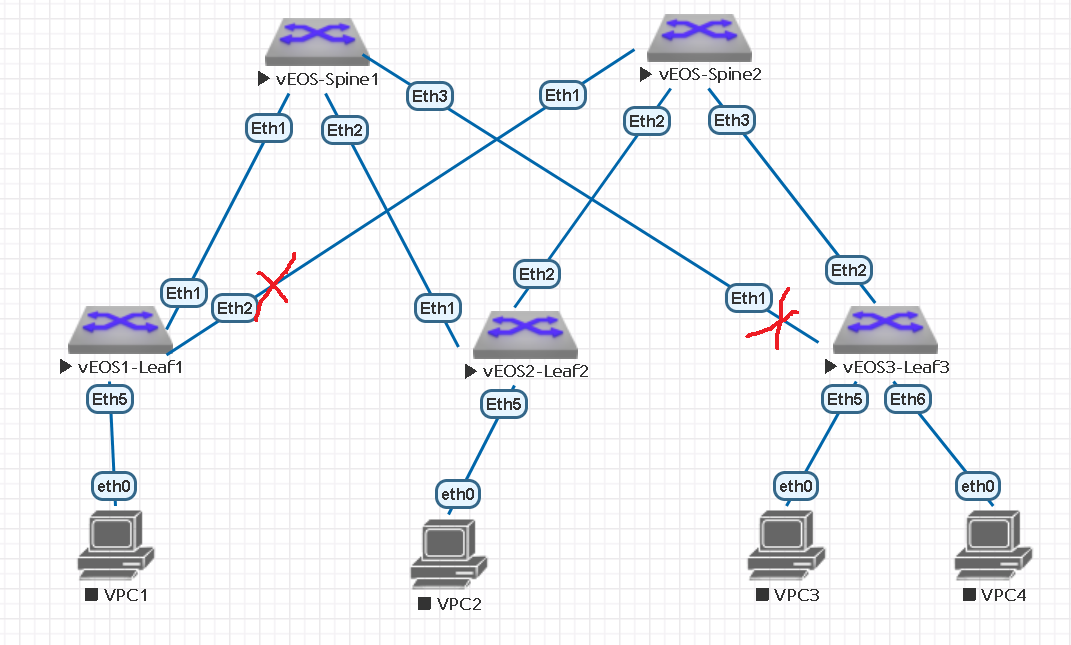 vEOS-Spine1
vEOS-Spine2
Eth3
Eth1
Eth1
Eth2
Eth2
Eth3
Eth1
Eth2
Eth1
Eth1
Eth2
Eth2
vEOS1-Leaf1
vEOS2-Leaf2
vEOS3-Leaf3
Eth5
Eth5
Eth5
Eth6
eth0
eth0
eth0
eth0
VPC1
VPC2
VPC3
VPC4